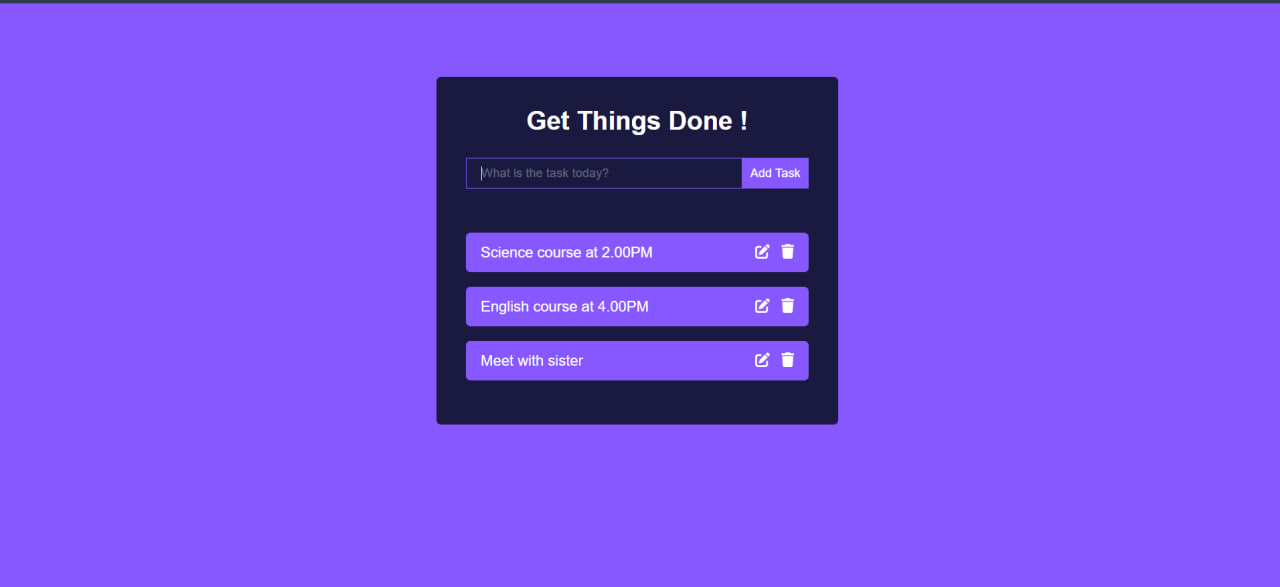 Get Things Done !
What is the task today?
Add Task
Science course at 2.00PM
English course at 4.00PM
Meet with sister